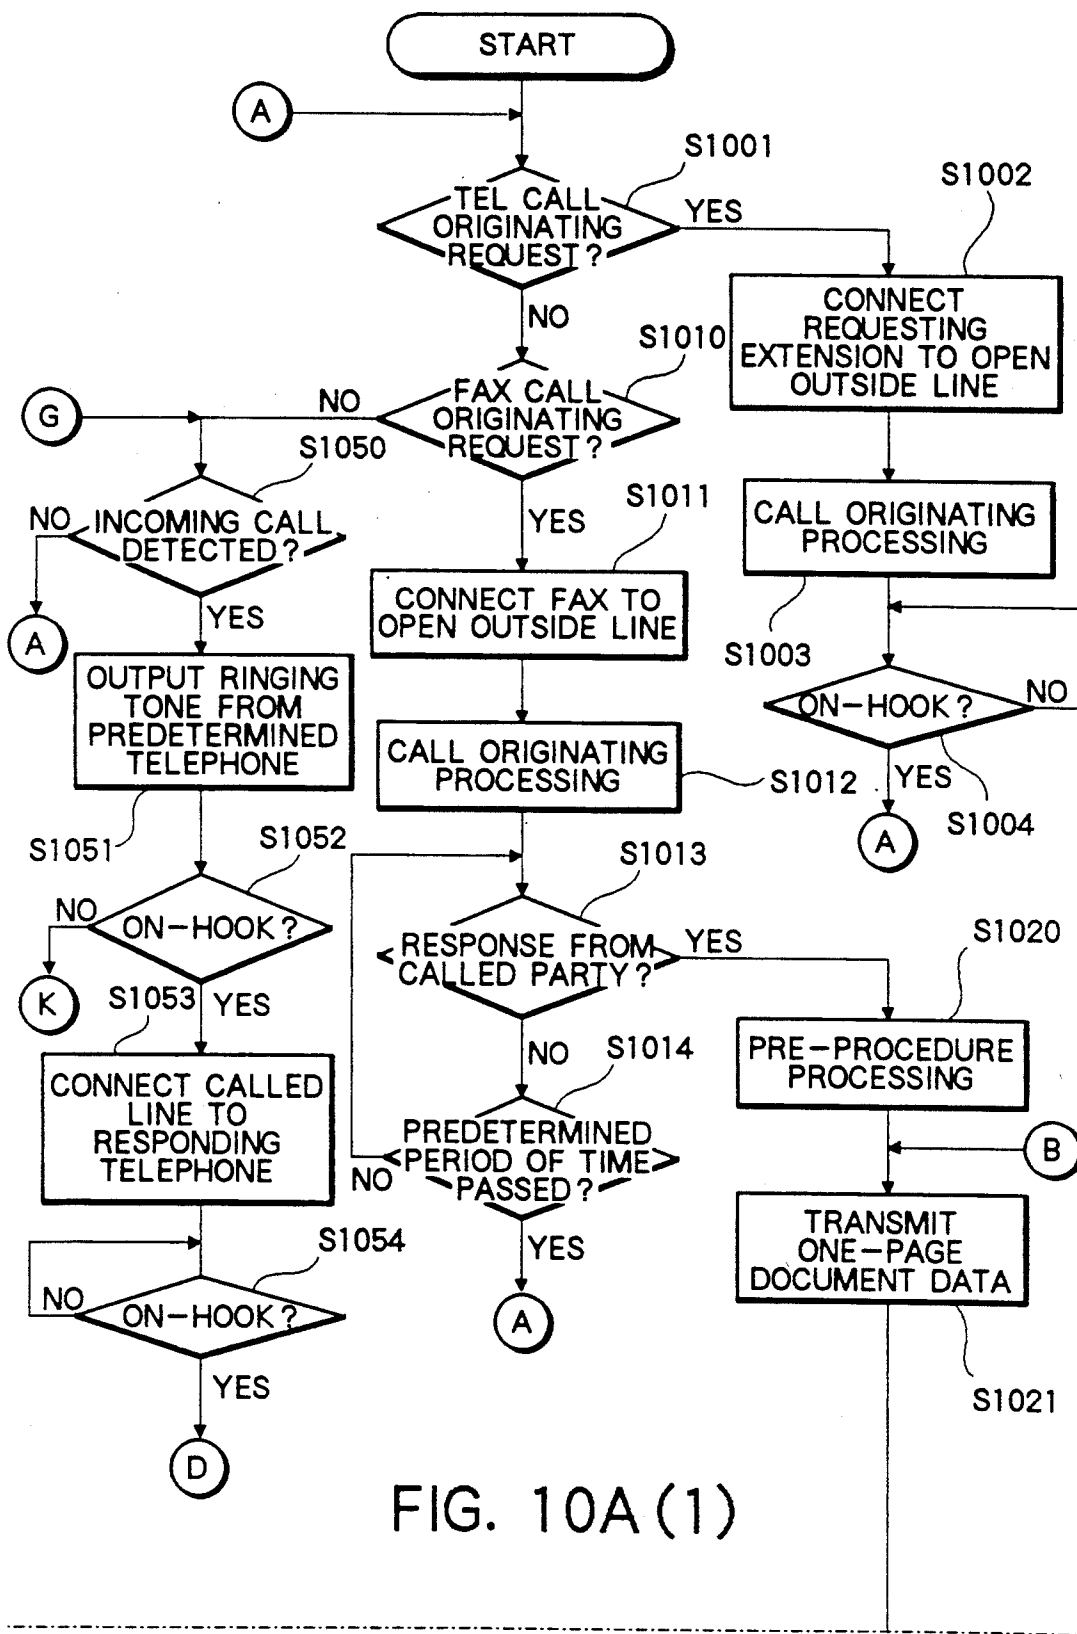 START
A
S1001
TEL CALL
ORIGINATING
REQUEST?
YES
NO
S1002
CONNECT
REQUESTING
EXTENSION TO OPEN
OUTSIDE LINE
S1010
FAX CALL
ORIGINATING
REQUEST?
NO
YES
G
S1050
INCOMING CALL
DETECTED?
NO
YES
A
S1011
CONNECT FAX TO
OPEN OUTSIDE LINE
CALL ORIGINATING
PROCESSING
S1003
ON-HOOK?
NO
YES
S1004
A
OUTPUT RINGING
TONE FROM
PREDETERMINED
TELEPHONE
S1051
CALL ORIGINATING
PROCESSING
S1012
S1052
ON-HOOK?
NO
YES
K
S1013
RESPONSE FROM
CALLED PARTY?
YES
NO
S1020
PRE-PROCEDURE
PROCESSING
S1053
CONNECT CALLED
LINE TO
RESPONDING
TELEPHONE
S1014
PREDETERMINED
PERIOD OF TIME
PASSED?
NO
YES
A
B
TRANSMIT
ONE-PAGE
DOCUMENT DATA
S1021
S1054
ON-HOOK?
NO
YES
D
FIG. 10A(1)